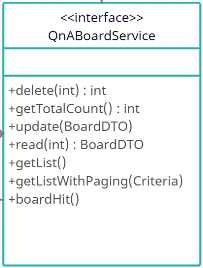 <<interface>>
QnABoardService
+delete(int) : int
+getTotalCount() : int
+update(BoardDTO)
+read(int) : BoardDTO
+getList()
+getListWithPaging(Criteria)
+boardHit()